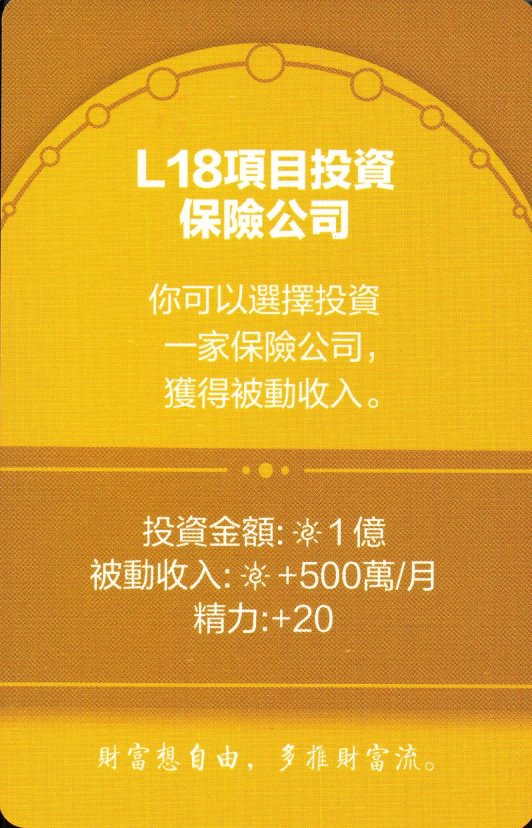 L18項目投資
保險公司
你可以選擇投資
一家保險公司，
獲得被動收入。
投資金額: 1億
被動收入: +500萬/月
精力:+20
財富想自由，多推財富流。